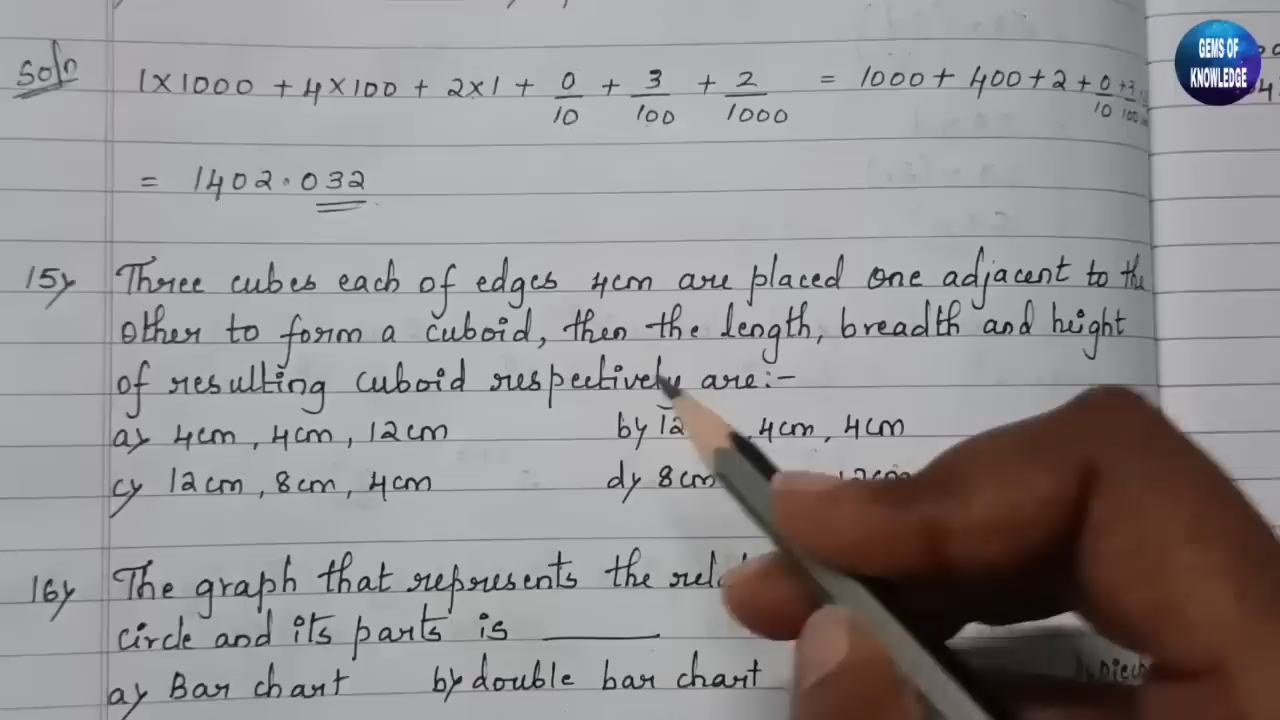 GEMS OF
KNOWLEDGE
Soln
1×1000 + 4×100 + 2×1 + 0/10 + 3/100 + 2/1000 = 1000 + 400 + 2 + 0/10 + 3/100
= 1402.032
15) Three cubes each of edges 4cm are placed one adjacent to the
other to form a cuboid, then the length, breadth and height
of resulting cuboid respectively are:-
a) 4cm, 4cm, 12cm b) 12 , 4cm, 4cm
c) 12cm, 8cm, 4cm d) 8cm 12cm
16) The graph that represents the
circle and its parts is ______
a) Bar chart b) double bar chart